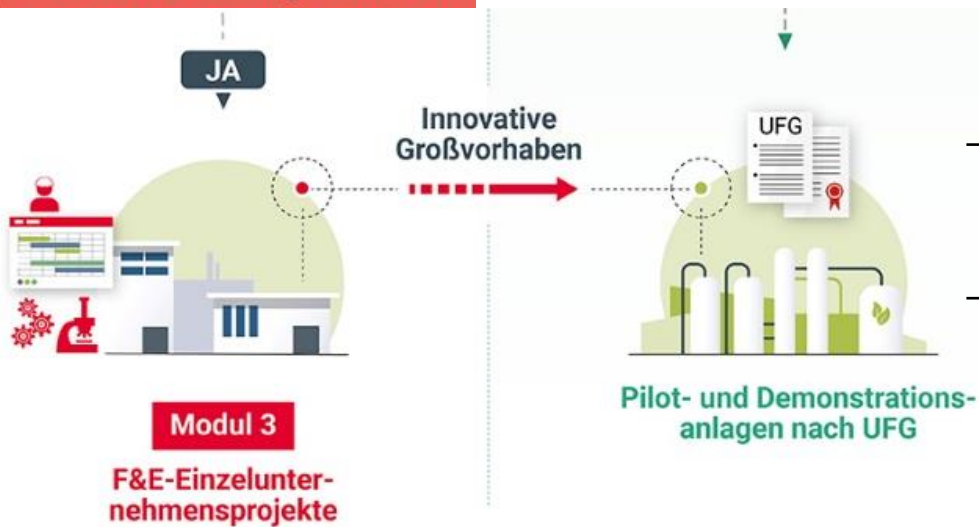 JA
Innovative
Großvorhaben
UFG
Modul 3
F&E-Einzelunter-
nehmensprojekte
Pilot- und Demonstrations-
anlagen nach UFG